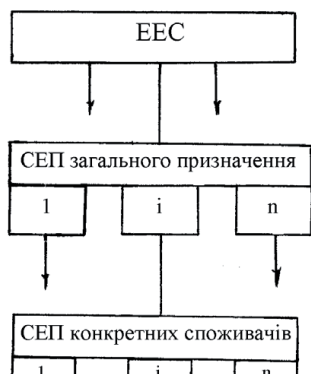 ЕЕС
СЕП загального призначення
1 i n
СЕП конкретних споживачів
1 i n